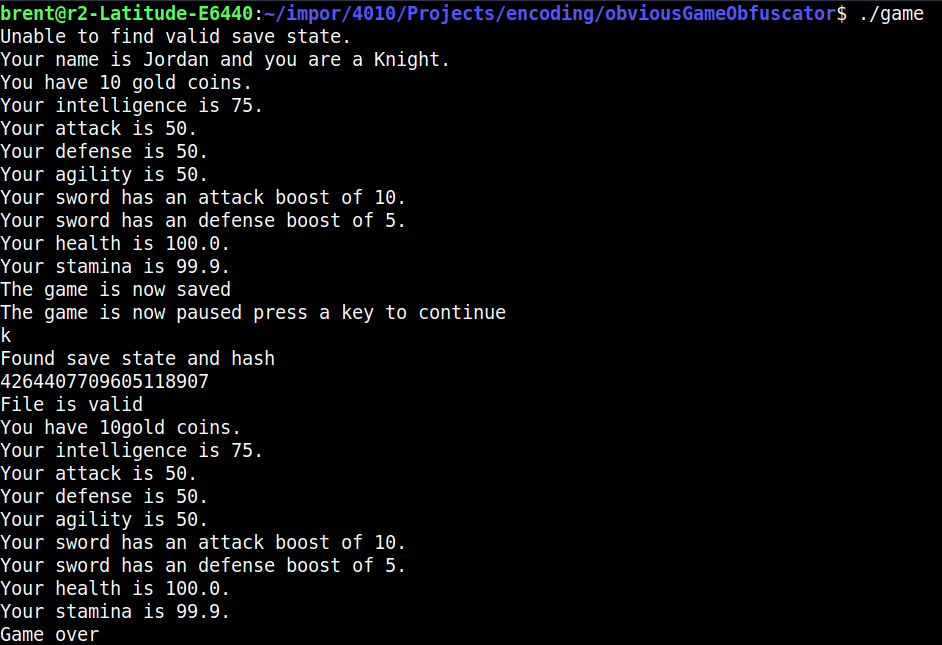 brent@r2-Latitude-E6440:~/impor/4010/Projects/encoding/obviousGameObfuscator$ ./game
Unable to find valid save state.
Your name is Jordan and you are a Knight.
You have 10 gold coins.
Your intelligence is 75.
Your attack is 50.
Your defense is 50.
Your agility is 50.
Your sword has an attack boost of 10.
Your sword has an defense boost of 5.
Your health is 100.0.
Your stamina is 99.9.
The game is now saved
The game is now paused press a key to continue
k
Found save state and hash
4264407709605118907
File is valid
You have 10gold coins.
Your intelligence is 75.
Your attack is 50.
Your defense is 50.
Your agility is 50.
Your sword has an attack boost of 10.
Your sword has an defense boost of 5.
Your health is 100.0.
Your stamina is 99.9.
Game over